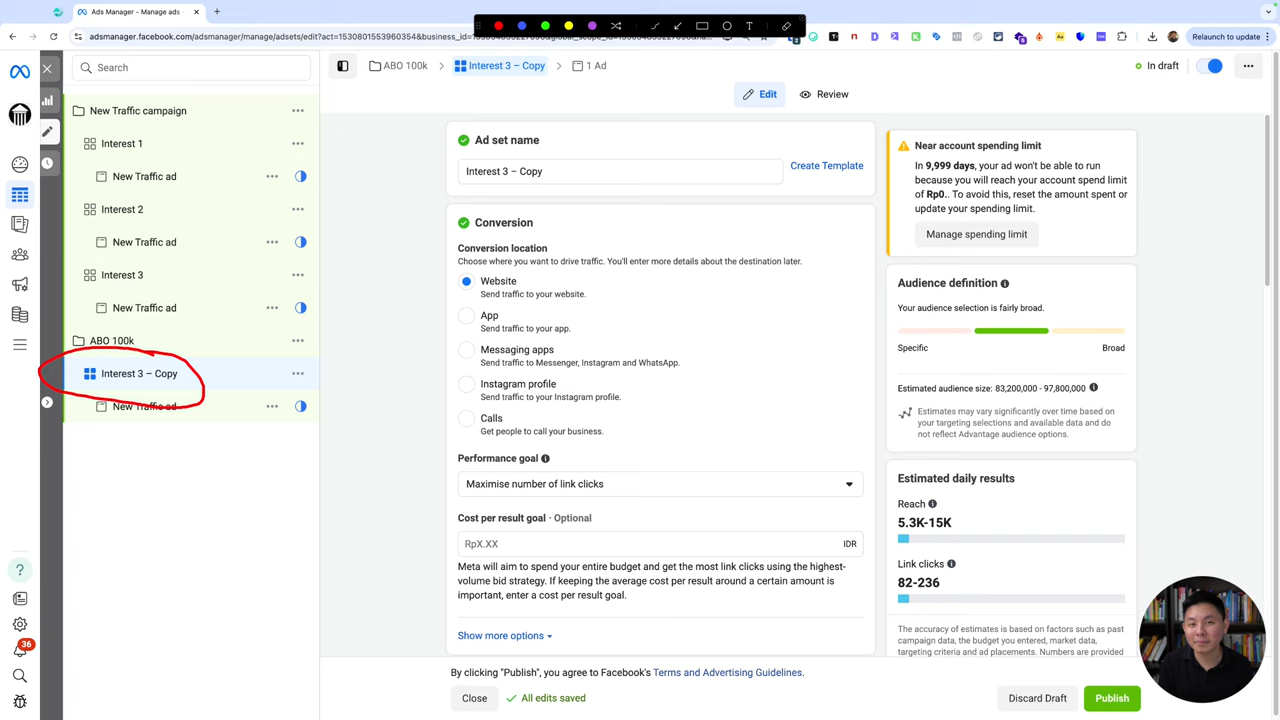 Ads Manager - Manage ads -
adsmanager.facebook.com/adsmanager/manage/adsets/edit?act=1530801553960354&business_id=
Relaunch to update
Search
ABO 100k
Interest 3 – Copy
1 Ad
In draft
Edit
Review
New Traffic campaign
Interest 1
New Traffic ad
Interest 2
New Traffic ad
Interest 3
New Traffic ad
ABO 100k
Interest 3 – Copy
New Traffic ad
36
Ad set name
Interest 3 – Copy
Create Template
Conversion
Conversion location
Choose where you want to drive traffic. You'll enter more details about the destination later.
Website
Send traffic to your website.
App
Send traffic to your app.
Messaging apps
Send traffic to Messenger, Instagram and WhatsApp.
Instagram profile
Send traffic to your Instagram profile.
Calls
Get people to call your business.
Performance goal
Maximise number of link clicks
Cost per result goal · Optional
RpX.XX
IDR
Meta will aim to spend your entire budget and get the most link clicks using the highest-
volume bid strategy. If keeping the average cost per result around a certain amount is
important, enter a cost per result goal.
Show more options
Near account spending limit
In 9,999 days, your ad won't be able to run
because you will reach your account spend limit
of Rp0.. To avoid this, reset the amount spent or
update your spending limit.
Manage spending limit
Audience definition
Your audience selection is fairly broad.
Specific
Broad
Estimated audience size: 83,200,000 - 97,800,000
Estimates may vary significantly over time based on
your targeting selections and available data and do
not reflect Advantage audience options.
Estimated daily results
Reach
5.3K-15K
Link clicks
82-236
The accuracy of estimates is based on factors such as past
campaign data, the budget you entered, market data,
targeting criteria and ad placements. Numbers are provided
By clicking "Publish", you agree to Facebook's Terms and Advertising Guidelines.
Close
All edits saved
Discard Draft
Publish